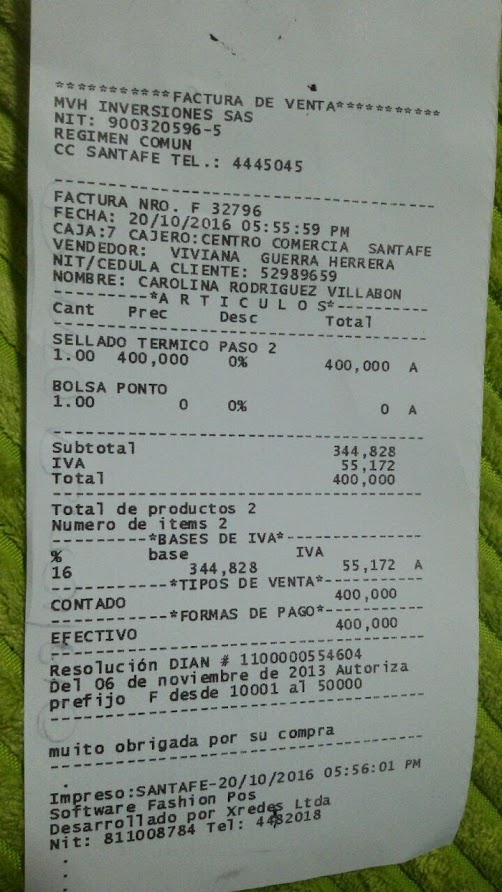 ***********FACTURA DE VENTA***********
MVH INVERSIONES SAS
NIT: 900320596-5
REGIMEN COMUN
CC SANTAFE TEL.: 4445045
FACTURA NRO. F 32796
FECHA: 20/10/2016 05:55:59 PM
CAJA:7 CAJERO:CENTRO COMERCIA SANTAFE
VENDEDOR: VIVIANA GUERRA HERRERA
NIT/CEDULA CLIENTE: 52989659
NOMBRE: CAROLINA RODRIGUEZ VILLABON
----------*A R T I C U L O S*----------
Cant Prec Desc Total
SELLADO TERMICO PASO 2
1.00 400,000 0% 400,000 A
BOLSA PONTO
1.00 0 0% 0 A
Subtotal 344,828
IVA 55,172
Total 400,000
Total de productos 2
Numero de items 2
----------*BASES DE IVA*---------------
% base IVA
16 344,828 55,172 A
-----------*TIPOS DE VENTA*-----------
CONTADO 400,000
-----------*FORMAS DE PAGO*-----------
EFECTIVO 400,000
Resolución DIAN # 1100000554604
Del 06 de noviembre de 2013 Autoriza
prefijo F desde 10001 al 50000
muito obrigada por su compra
Impreso:SANTAFE-20/10/2016 05:56:01 PM
Software Fashion Pos
Desarrollado por Xredes Ltda
Nit: 811008784 Tel: 4482018